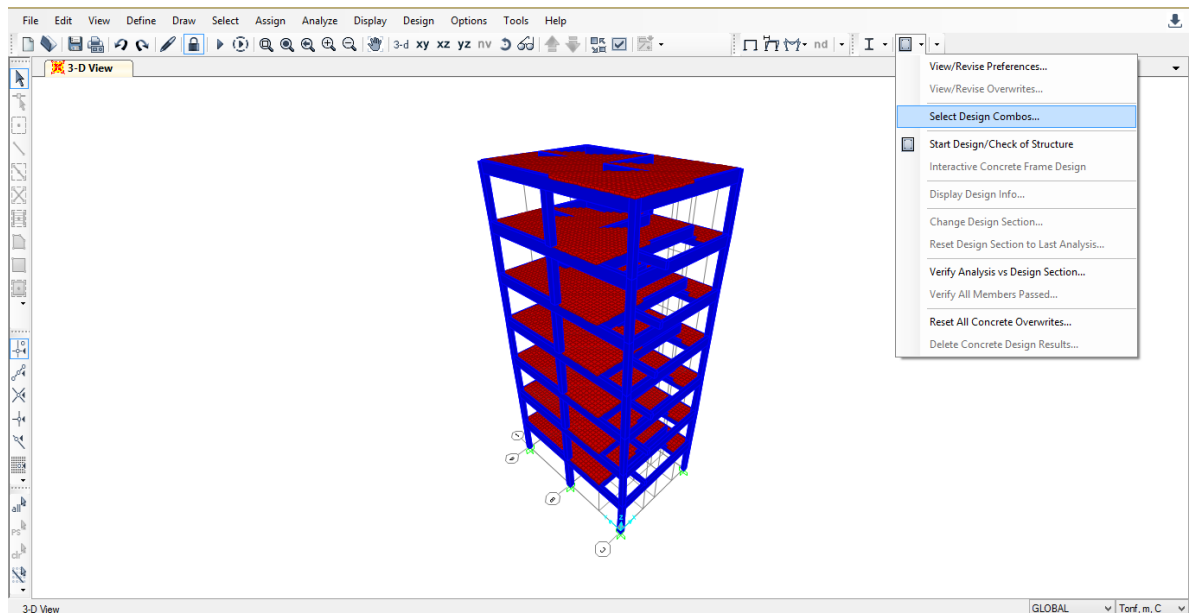 File Edit View Define Draw Select Assign Analyze Display Design Options Tools Help
3-d xy xz yz nv nd
3-D View
View/Revise Preferences...
View/Revise Overwrites...
Select Design Combos...
Start Design/Check of Structure
Interactive Concrete Frame Design
Display Design Info...
Change Design Section...
Reset Design Section to Last Analysis...
Verify Analysis vs Design Section...
Verify All Members Passed...
Reset All Concrete Overwrites...
Delete Concrete Design Results...
all
ps
clr
3-D View GLOBAL Tonf, m, C